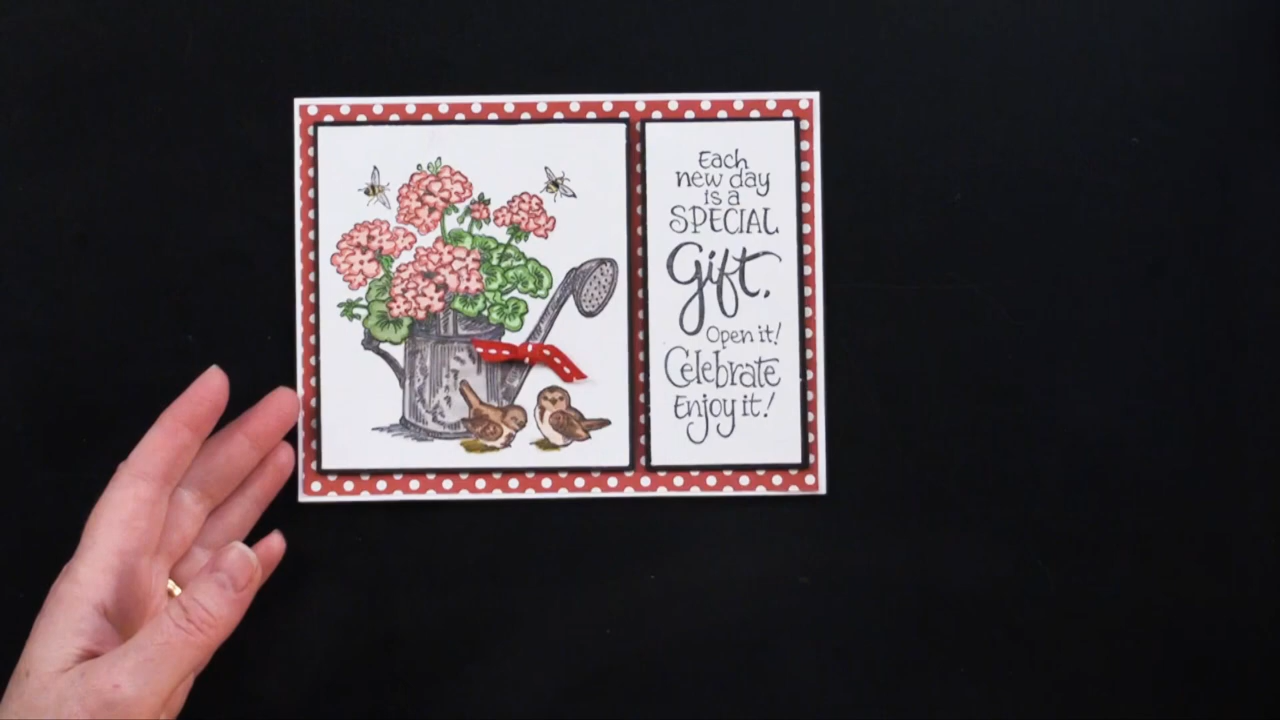 Each
new day
is a
SPECIAL
Gift.
Open it!
Celebrate
Enjoy it!